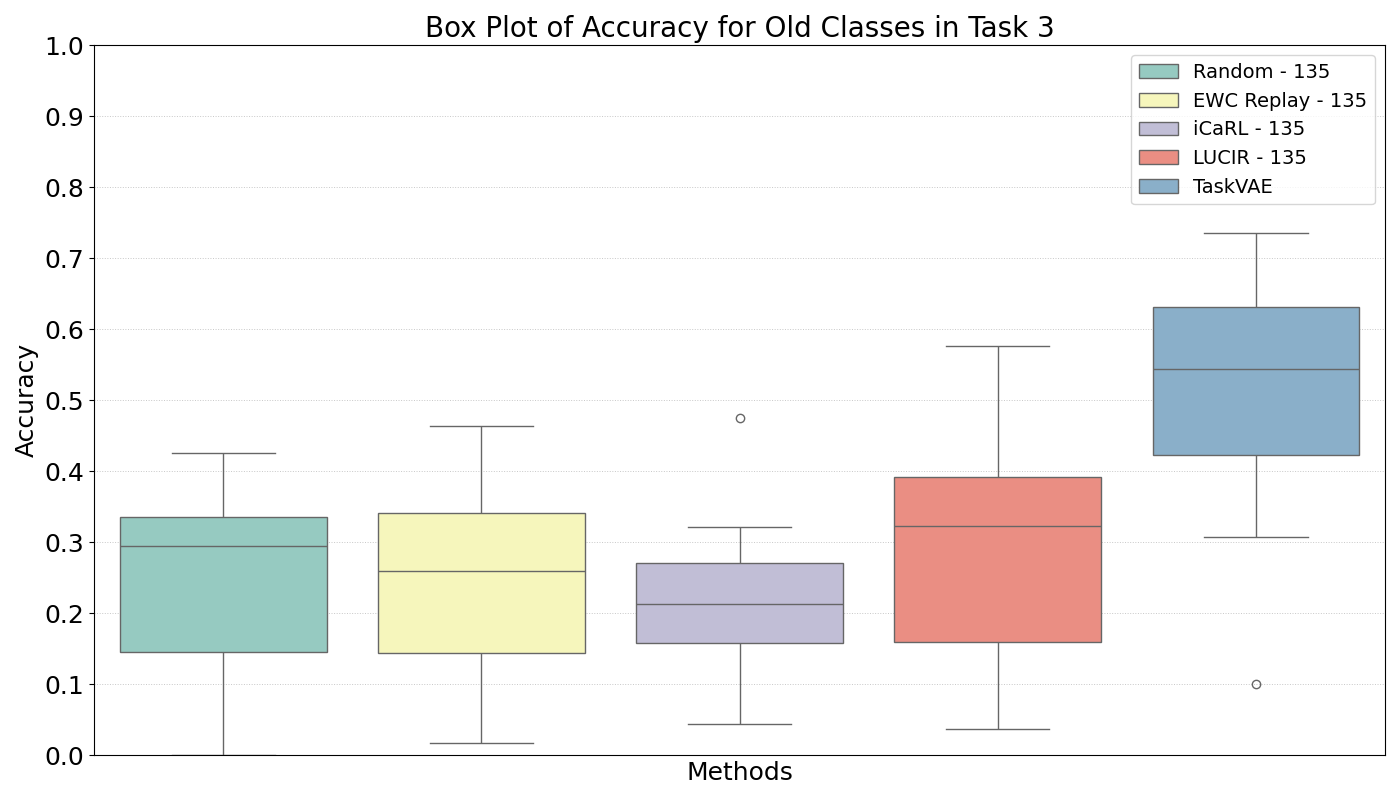 Box Plot of Accuracy for Old Classes in Task 3
1.0
0.9
0.8
0.7
0.6
0.5
0.4
0.3
0.2
0.1
0.0
Accuracy
Methods
Random - 135
EWC Replay - 135
iCaRL - 135
LUCIR - 135
TaskVAE